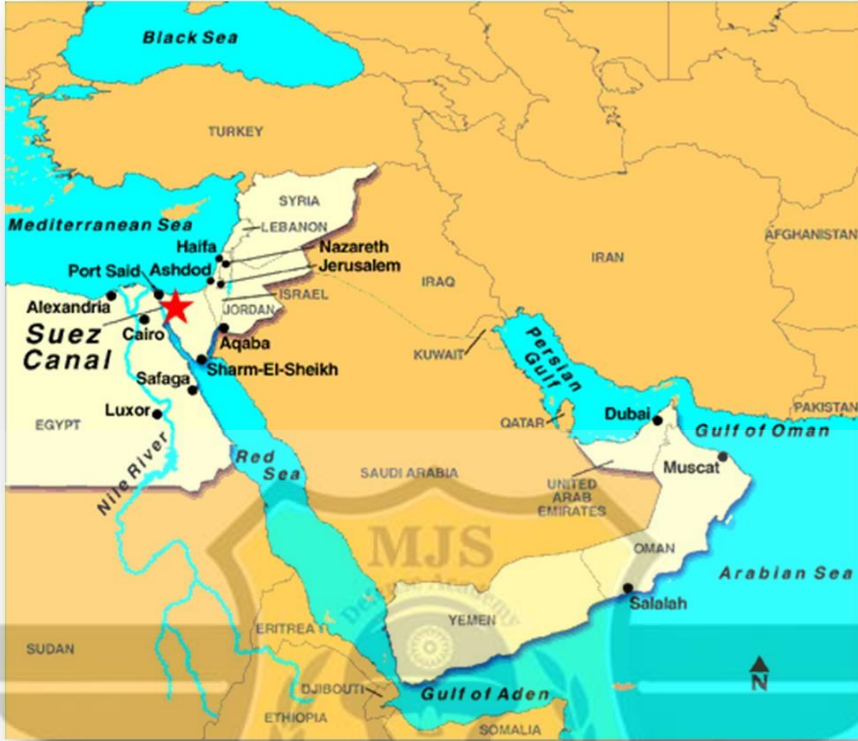 Black Sea
TURKEY
SYRIA
Mediterranean Sea
LEBANON
Haifa
Nazareth
AFGHANISTAN
Port Said
Ashdod
Jerusalem
IRAN
IRAQ
Alexandria
ISRAEL
JORDAN
Suez
Canal
Cairo
Aqaba
KUWAIT
Persian
Gulf
Sharm-El-Sheikh
Safaga
Luxor
Dubai
PAKISTAN
EGYPT
QATAR
Gulf of Oman
Nile River
Red
Sea
SAUDI ARABIA
Muscat
UNITED
ARAB
EMIRATES
MJS
Defense Academy
OMAN
Arabian Sea
Salalah
YEMEN
ERITREA
SUDAN
N
DJIBOUTI
Gulf of Aden
ETHIOPIA
SOMALIA